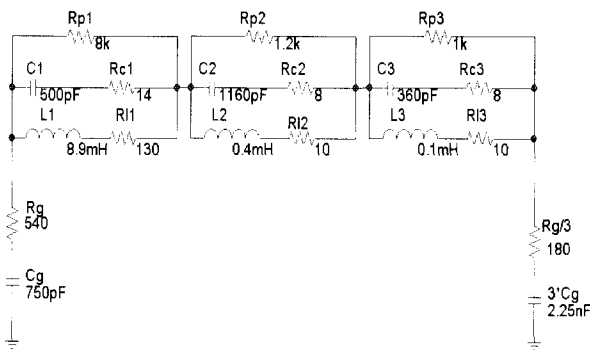 Rp1
8k
Rp2
1.2k
Rp3
1k
C1
500pF
Rc1
14
C2
1160pF
Rc2
8
C3
360pF
Rc3
8
L1
8.9mH
Rl1
130
L2
0.4mH
Rl2
10
L3
0.1mH
Rl3
10
Rg
540
Cg
750pF
Rg/3
180
3'Cg
2.25nF